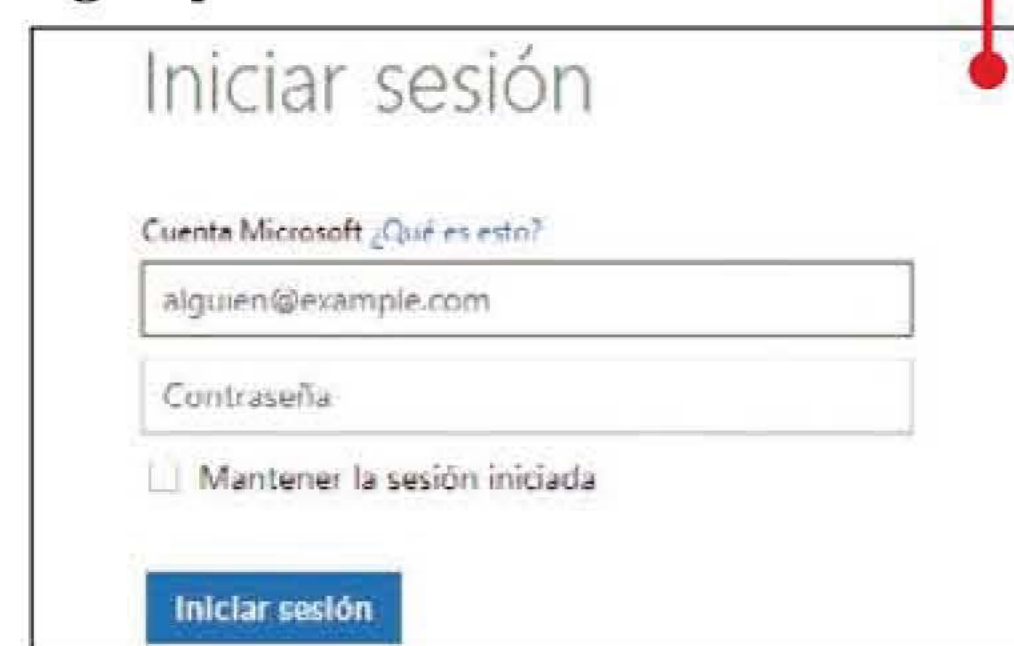 Iniciar sesión
Cuenta Microsoft ¿Qué es esto?
alguien@example.com
Contraseña
Mantener la sesión iniciada
Iniciar sesión